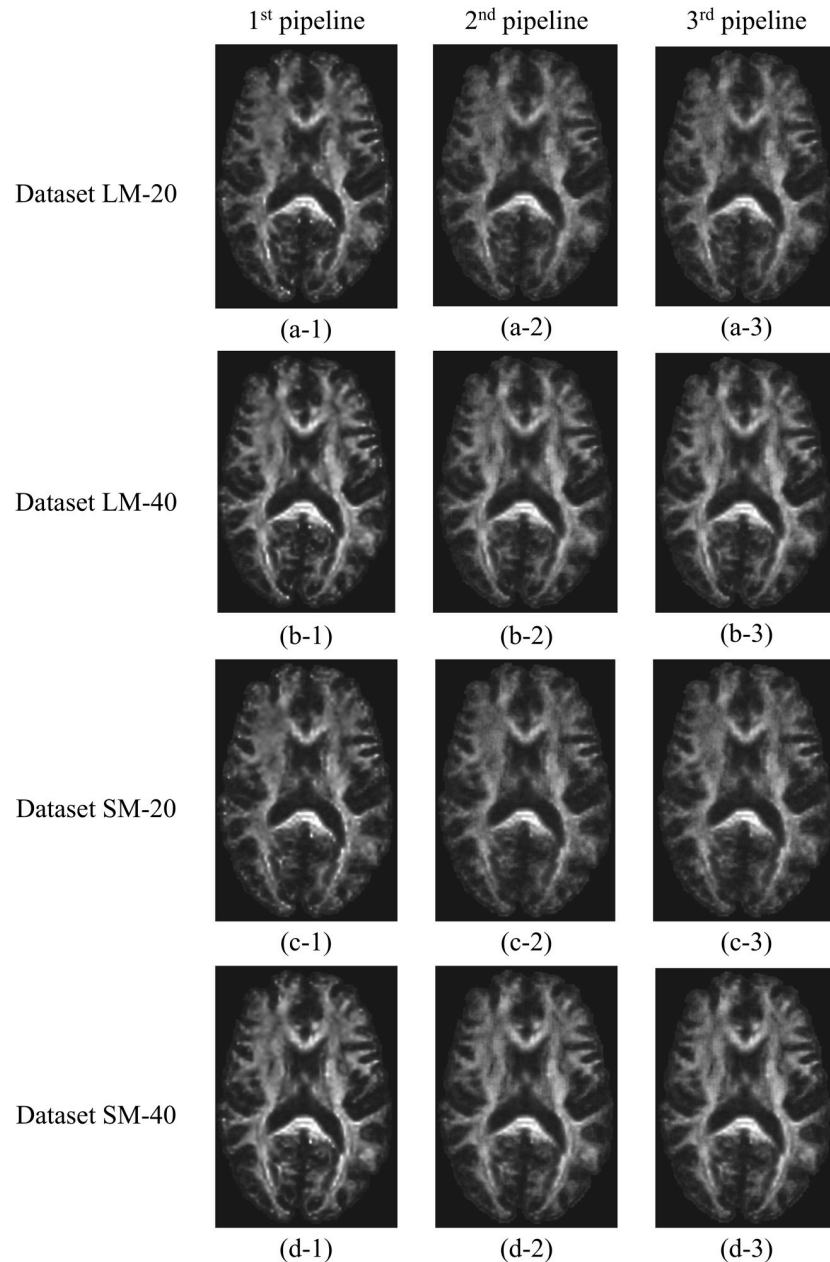 1st pipeline 2nd pipeline 3rd pipeline
Dataset LM-20
(a-1) (a-2) (a-3)
Dataset LM-40
(b-1) (b-2) (b-3)
Dataset SM-20
(c-1) (c-2) (c-3)
Dataset SM-40
(d-1) (d-2) (d-3)